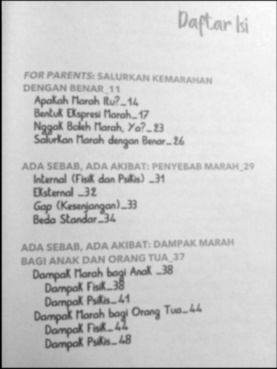 Daftar Isi
FOR PARENTS: SALURKAN KEMARAHAN
DENGAN BENAR_11
Apakah Marah Itu?_14
Bentuk Ekspresi Marah_17
Nggak Boleh Marah, Ya?_23
Salurkan Marah dengan Benar_26
ADA SEBAB, ADA AKIBAT: PENYEBAB MARAH_29
Internal (Fisik dan Psikis) _31
Eksternal _32
Gap (Kesenjangan)_33
Beda Standar_34
ADA SEBAB, ADA AKIBAT: DAMPAK MARAH
BAGI ANAK DAN ORANG TUA_37
Dampak Marah bagi Anak _38
Dampak Fisik_38
Dampak Psikis_41
Dampak Marah bagi Orang Tua_44
Dampak Fisik_44
Dampak Psikis_48